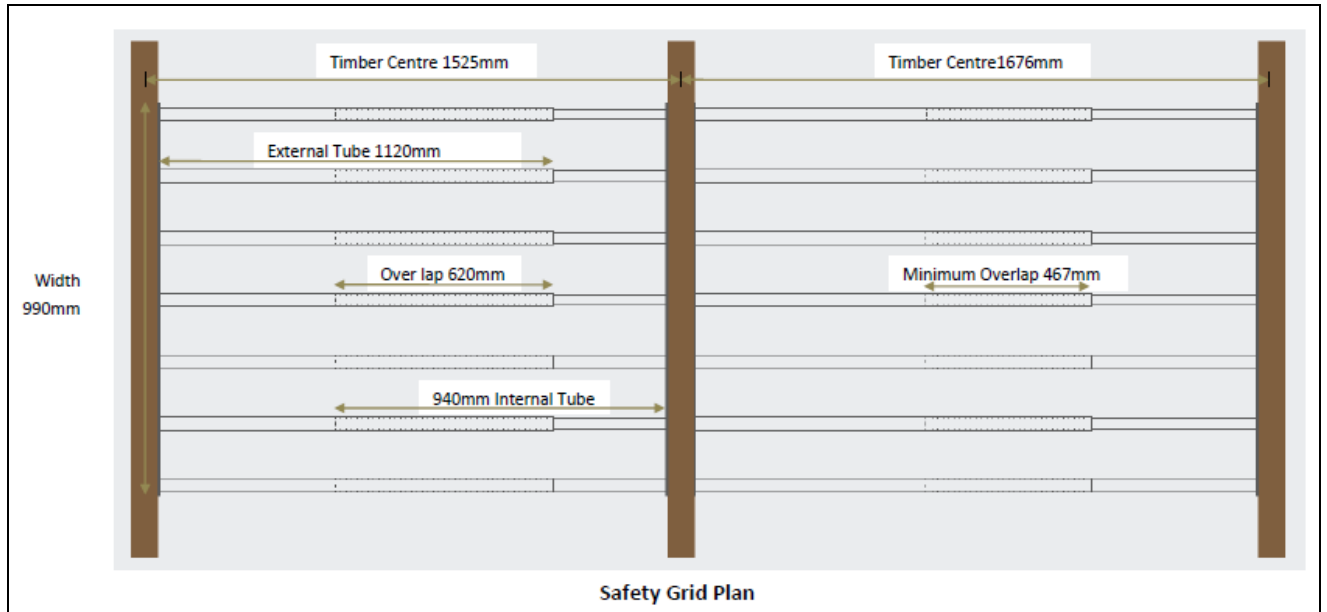 Timber Centre 1525mm
Timber Centre1676mm
External Tube 1120mm
Over lap 620mm
Minimum Overlap 467mm
Width
990mm
940mm Internal Tube
Safety Grid Plan